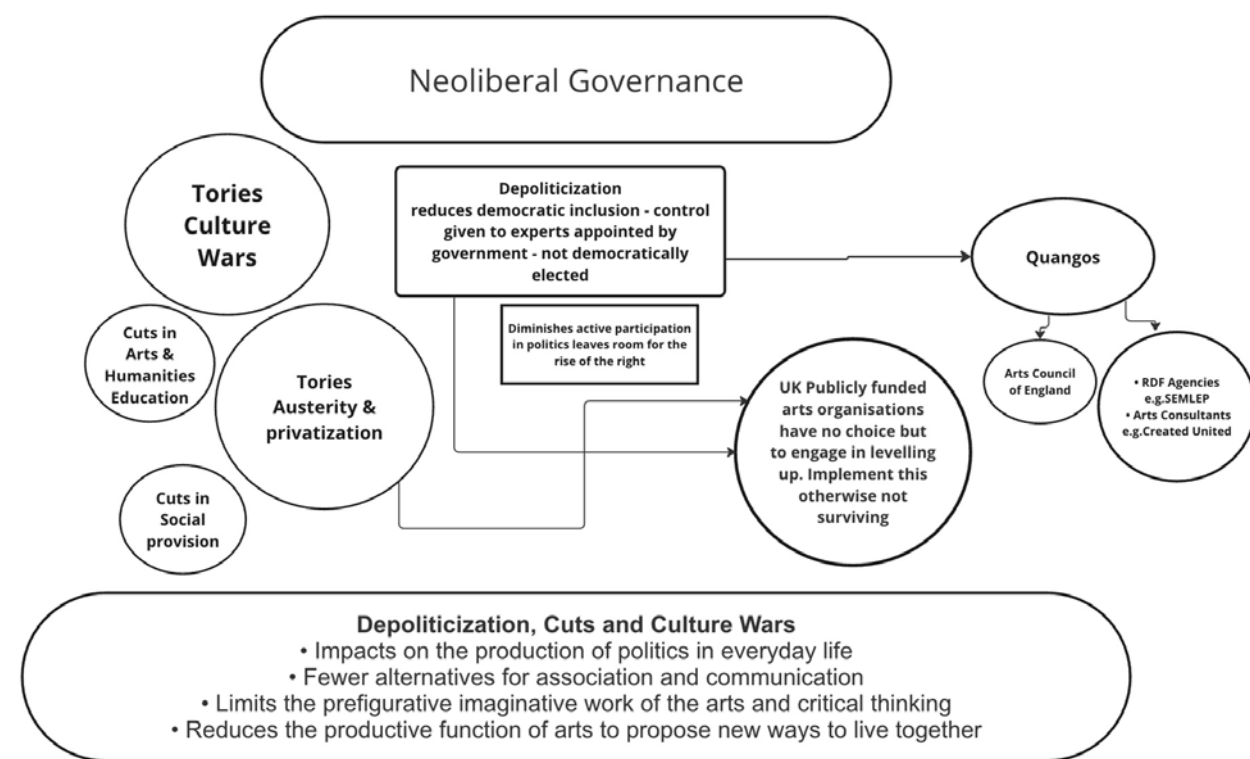 Neoliberal Governance
Tories
Culture
Wars
Depoliticization
reduces democratic inclusion - control
given to experts appointed by
government - not democratically
elected
Quangos
Cuts in
Arts &
Humanities
Education
Diminishes active participation
in politics leaves room for the
rise of the right
Tories
Austerity &
privatization
UK Publicly funded
arts organisations
have no choice but
to engage in levelling
up. Implement this
otherwise not
surviving
Arts Council
of England
• RDF Agencies
e.g.SEMLEP
• Arts Consultants
e.g.Created United
Cuts in
Social
provision
Depoliticization, Cuts and Culture Wars
• Impacts on the production of politics in everyday life
• Fewer alternatives for association and communication
• Limits the prefigurative imaginative work of the arts and critical thinking
• Reduces the productive function of arts to propose new ways to live together